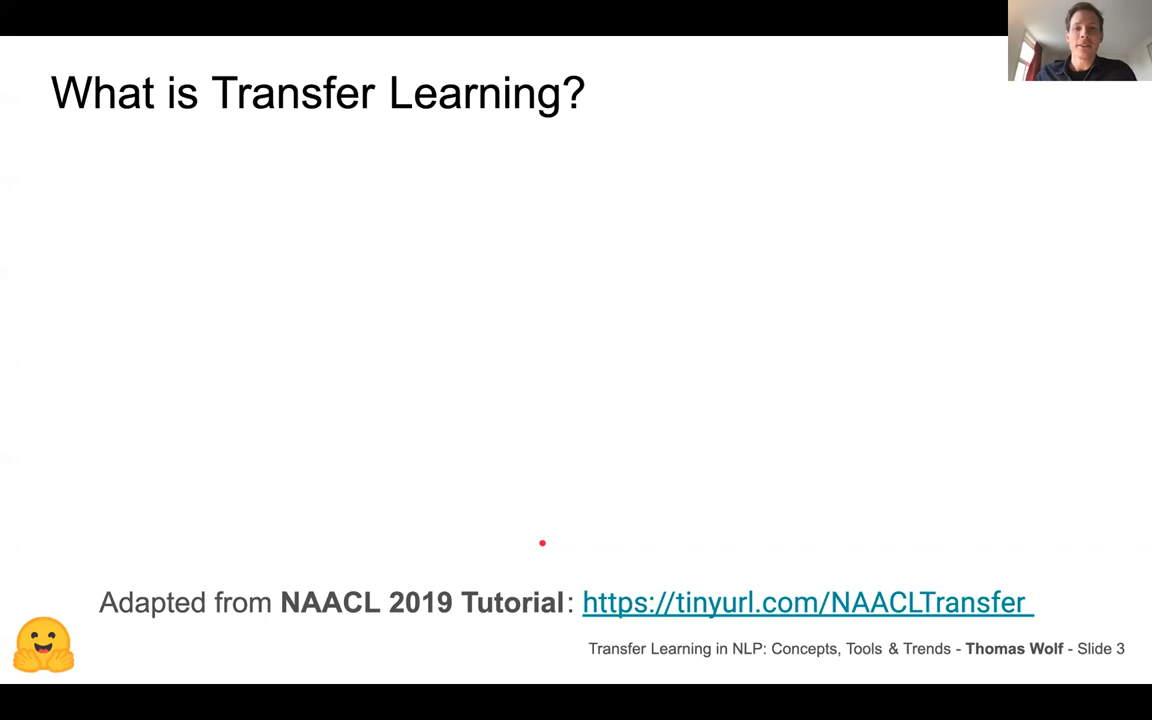 What is Transfer Learning?
Adapted from NAACL 2019 Tutorial: https://tinyurl.com/NAACLTransfer
Transfer Learning in NLP: Concepts, Tools & Trends - Thomas Wolf - Slide 3